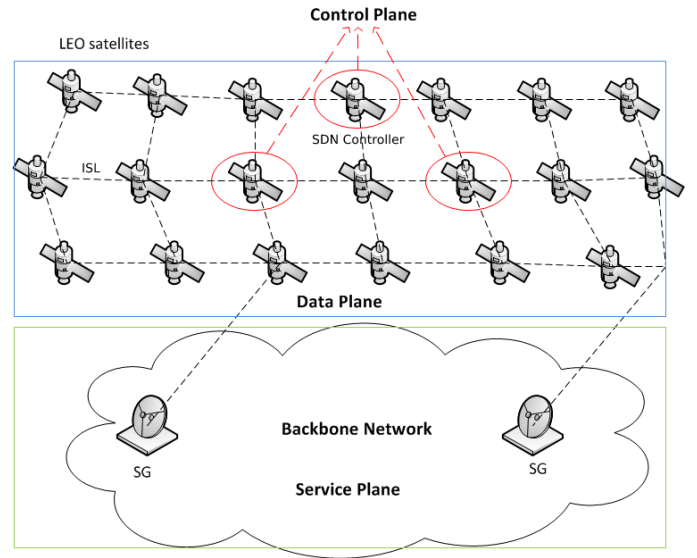 Control Plane
LEO satellites
SDN Controller
ISL
Data Plane
Backbone Network
SG
SG
Service Plane